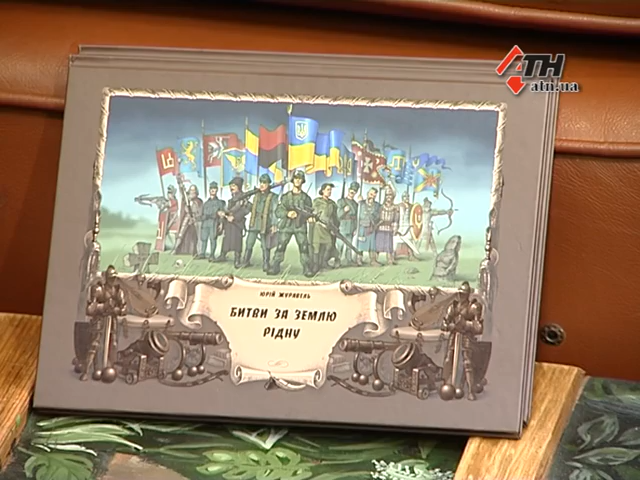 АТН
atn.ua
ЮРІЙ ЖУРАВЕЛЬ
БИТВИ ЗА ЗЕМЛЮ
РІДНУ